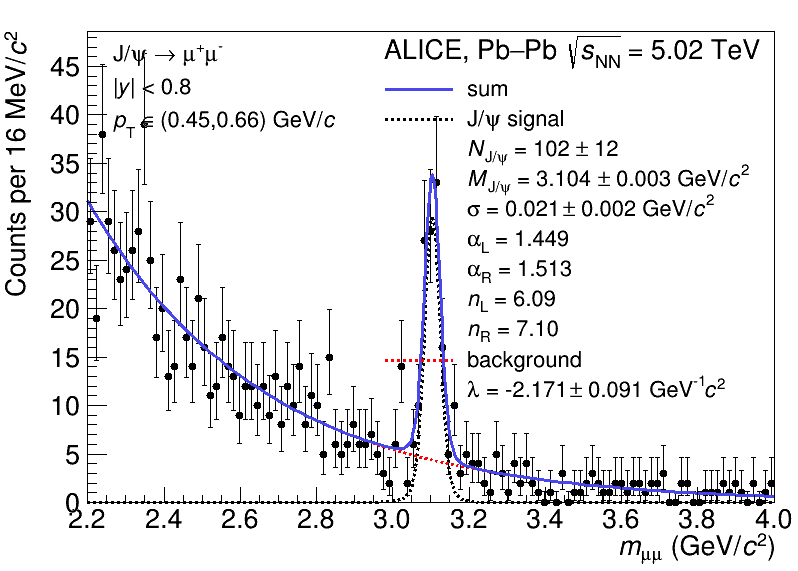 J/ψ → μ⁺μ⁻
|y| < 0.8
p_T ∈ (0.45,0.66) GeV/c
ALICE, Pb–Pb √s_NN = 5.02 TeV
sum
J/ψ signal
N_J/ψ = 102 ± 12
M_J/ψ = 3.104 ± 0.003 GeV/c²
σ = 0.021 ± 0.002 GeV/c²
α_L = 1.449
α_R = 1.513
n_L = 6.09
n_R = 7.10
background
λ = -2.171 ± 0.091 GeV⁻¹c²
Counts per 16 MeV/c²
45
40
35
30
25
20
15
10
5
0
2.2 2.4 2.6 2.8 3.0 3.2 3.4 3.6 3.8 4.0
m_μμ (GeV/c²)